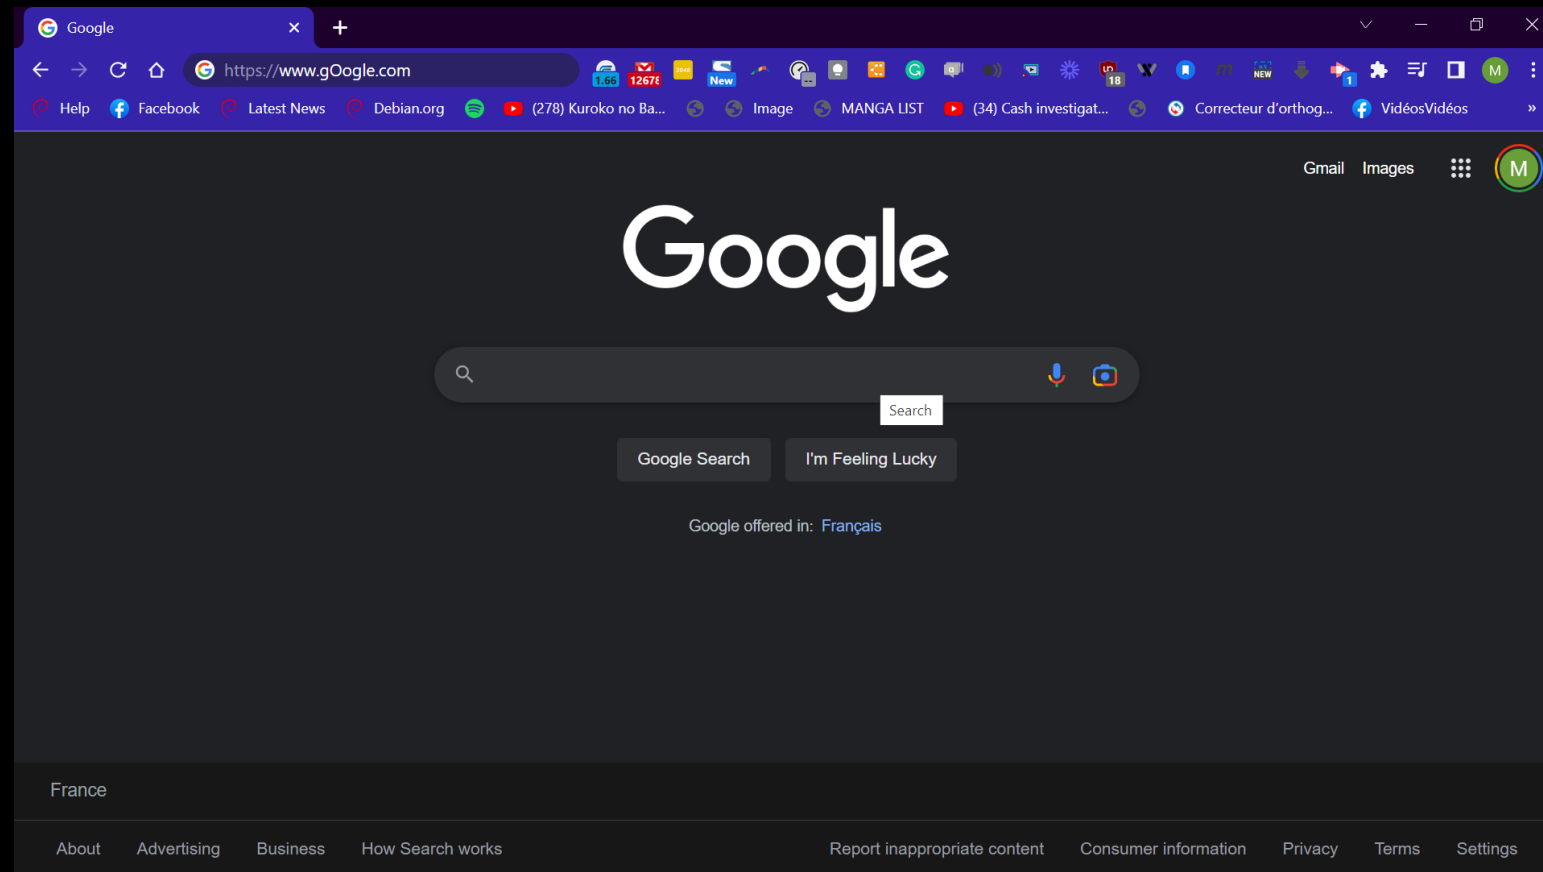 Google
https://www.gOogle.com
1.66 12678 New -- 18 NEW 1 M
Help Facebook Latest News Debian.org (278) Kuroko no Ba... Image MANGA LIST (34) Cash investigat... Correcteur d'orthog... VidéosVidéos »
Gmail Images M
Google
Search
Google Search I'm Feeling Lucky
Google offered in: Français
France
About Advertising Business How Search works Report inappropriate content Consumer information Privacy Terms Settings